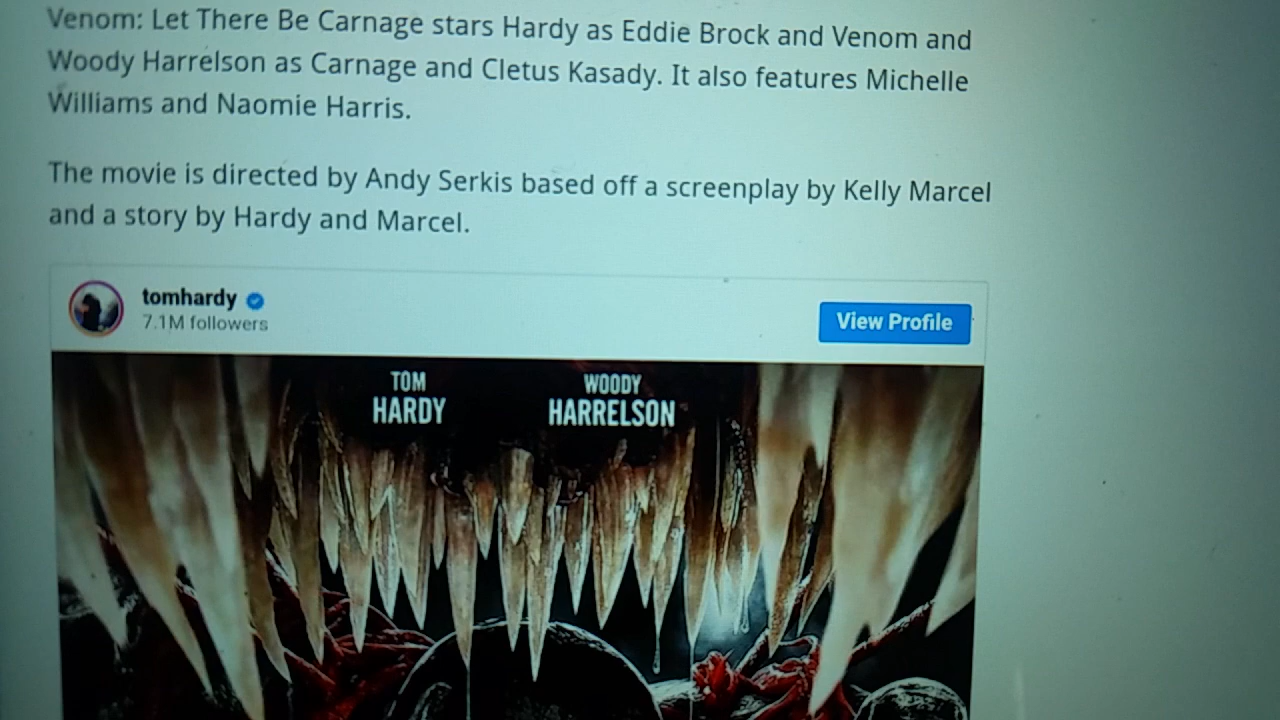 Venom: Let There Be Carnage stars Hardy as Eddie Brock and Venom and
Woody Harrelson as Carnage and Cletus Kasady. It also features Michelle
Williams and Naomie Harris.
The movie is directed by Andy Serkis based off a screenplay by Kelly Marcel
and a story by Hardy and Marcel.
tomhardy
7.1M followers
View Profile
TOM
HARDY
WOODY
HARRELSON